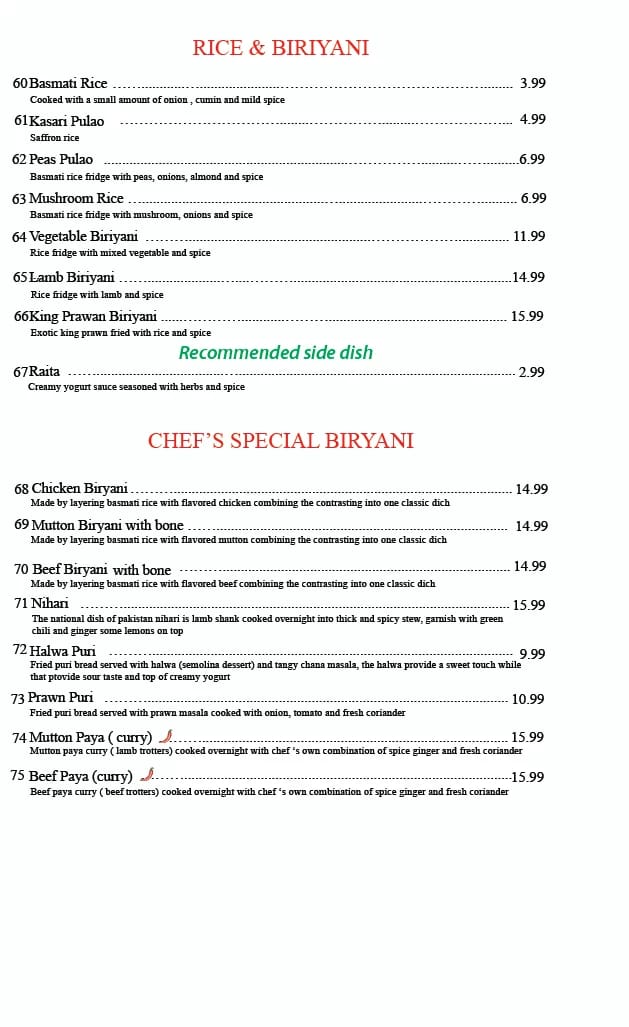 RICE & BIRIYANI
60 Basmati Rice 3.99
Cooked with a small amount of onion , cumin and mild spice
61 Kasari Pulao 4.99
Saffron rice
62 Peas Pulao 6.99
Basmati rice fridge with peas, onions, almond and spice
63 Mushroom Rice 6.99
Basmati rice fridge with mushroom, onions and spice
64 Vegetable Biriyani 11.99
Rice fridge with mixed vegetable and spice
65 Lamb Biriyani 14.99
Rice fridge with lamb and spice
66 King Prawan Biriyani 15.99
Exotic king prawn fried with rice and spice
Recommended side dish
67 Raita 2.99
Creamy yogurt sauce seasoned with herbs and spice
CHEF'S SPECIAL BIRYANI
68 Chicken Biryani 14.99
Made by layering basmati rice with flavored chicken combining the contrasting into one classic dich
69 Mutton Biryani with bone 14.99
Made by layering basmati rice with flavored mutton combining the contrasting into one classic dich
70 Beef Biryani with bone 14.99
Made by layering basmati rice with flavored beef combining the contrasting into one classic dich
71 Nihari 15.99
The national dish of pakistan nihari is lamb shank cooked overnight into thick and spicy stew, garnish with green
chili and ginger some lemons on top
72 Halwa Puri 9.99
Fried puri bread served with halwa (semolina dessert) and tangy chana masala, the halwa provide a sweet touch while
that ptovide sour taste and top of creamy yogurt
73 Prawn Puri 10.99
Fried puri bread served with prawn masala cooked with onion, tomato and fresh coriander
74 Mutton Paya ( curry) 15.99
Mutton paya curry ( lamb trotters) cooked overnight with chef 's own combination of spice ginger and fresh coriander
75 Beef Paya (curry) 15.99
Beef paya curry ( beef trotters) cooked overnight with chef 's own combination of spice ginger and fresh coriander